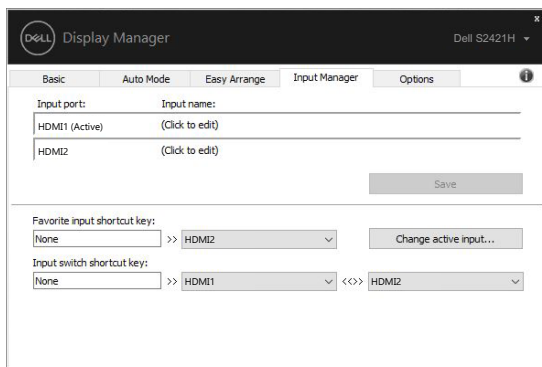 x
DELL Display Manager Dell S2421H
Basic Auto Mode Easy Arrange Input Manager Options i
Input port: Input name:
HDMI1 (Active) (Click to edit)
HDMI2 (Click to edit)
Save
Favorite input shortcut key:
None >> HDMI2 Change active input...
Input switch shortcut key:
None >> HDMI1 <<>> HDMI2